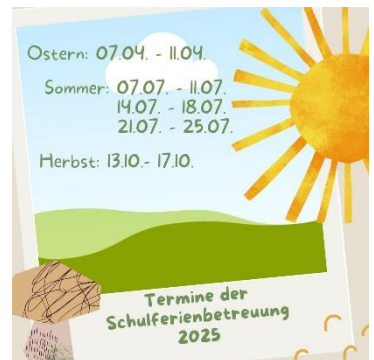 Ostern: 07.04. - 11.04.
Sommer: 07.07. - 11.07.
14.07. - 18.07.
21.07. - 25.07.
Herbst: 13.10.- 17.10.
Termine der
Schulferienbetreuung
2025